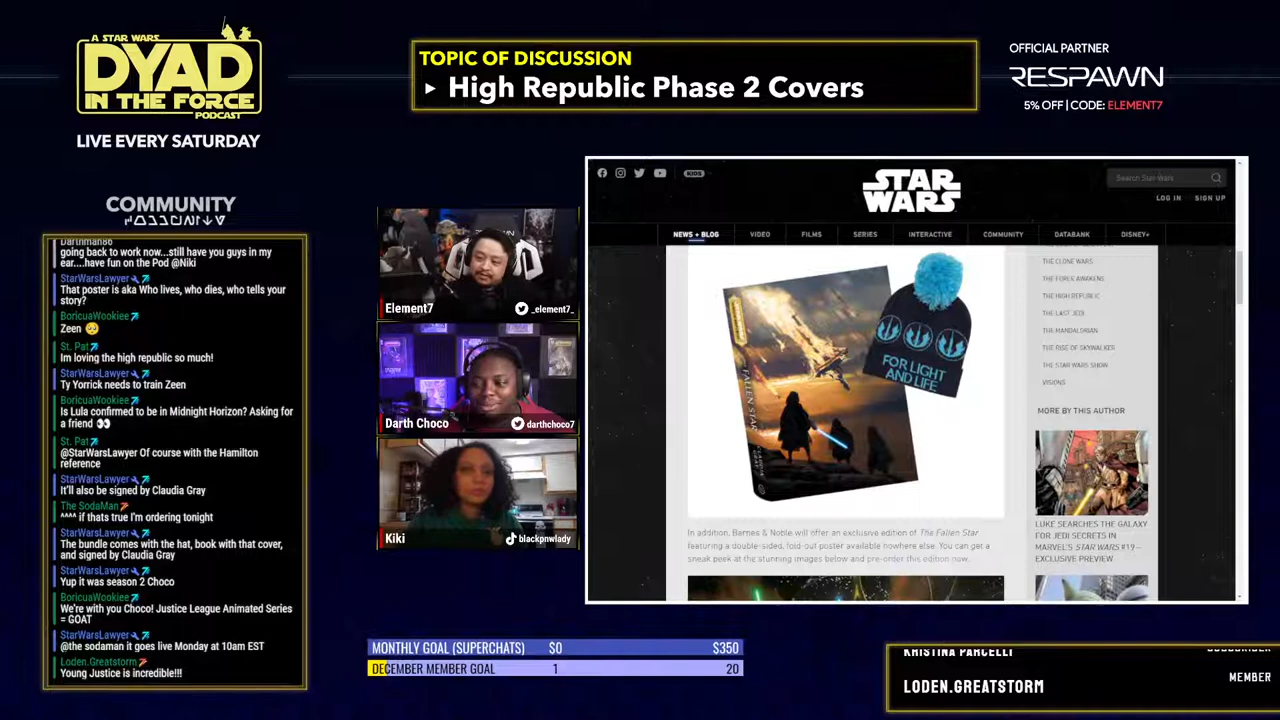 A STAR WARS
DYAD
IN THE FORCE
PODCAST
LIVE EVERY SATURDAY
TOPIC OF DISCUSSION
► High Republic Phase 2 Covers
OFFICIAL PARTNER
RESPAWN
5% OFF | CODE: ELEMENT7
COMMUNITY
Darthman86
going back to work now...still have you guys in my
ear....have fun on the Pod @Niki
StarWarsLawyer
That poster is aka Who lives, who dies, who tells your
story?
BoricuaWookiee
Zeen 🥺
St. Pat
Im loving the high republic so much!
StarWarsLawyer
Ty Yorrick needs to train Zeen
BoricuaWookiee
Is Lula confirmed to be in Midnight Horizon? Asking for
a friend 👀
St. Pat
@StarWarsLawyer Of course with the Hamilton
reference
StarWarsLawyer
It'll also be signed by Claudia Gray
The SodaMan
^^^^ if thats true I'm ordering tonight
StarWarsLawyer
The bundle comes with the hat, book with that cover,
and signed by Claudia Gray
StarWarsLawyer
Yup it was season 2 Choco
BoricuaWookiee
We're with you Choco! Justice League Animated Series
= GOAT
StarWarsLawyer
@the sodaman it goes live Monday at 10am EST
Loden.Greatstorm
Young Justice is incredible!!!
Element7
_element7_
Darth Choco
darthchoco7
Kiki
blackpnwlady
KIDS
STAR
WARS
Search Star Wars
LOG IN
SIGN UP
NEWS + BLOG
VIDEO
FILMS
SERIES
INTERACTIVE
COMMUNITY
DATABANK
DISNEY+
THE CLONE WARS
THE FORCE AWAKENS
THE HIGH REPUBLIC
THE LAST JEDI
THE MANDALORIAN
THE RISE OF SKYWALKER
THE STAR WARS SHOW
VISIONS
FALLEN STAR
CLAUDIA GRAY
FOR LIGHT
AND LIFE
MORE BY THIS AUTHOR
LUKE SEARCHES THE GALAXY
FOR JEDI SECRETS IN
MARVEL'S STAR WARS #19 –
EXCLUSIVE PREVIEW
In addition, Barnes & Noble will offer an exclusive edition of The Fallen Star
featuring a double-sided, fold-out poster available nowhere else. You can get a
sneak peek at the stunning images below and pre-order this edition now.
MONTHLY GOAL (SUPERCHATS) $0 $350
DECEMBER MEMBER GOAL 1 20
KRISTINA PARCELLI SUBSCRIBER
LODEN.GREATSTORM MEMBER